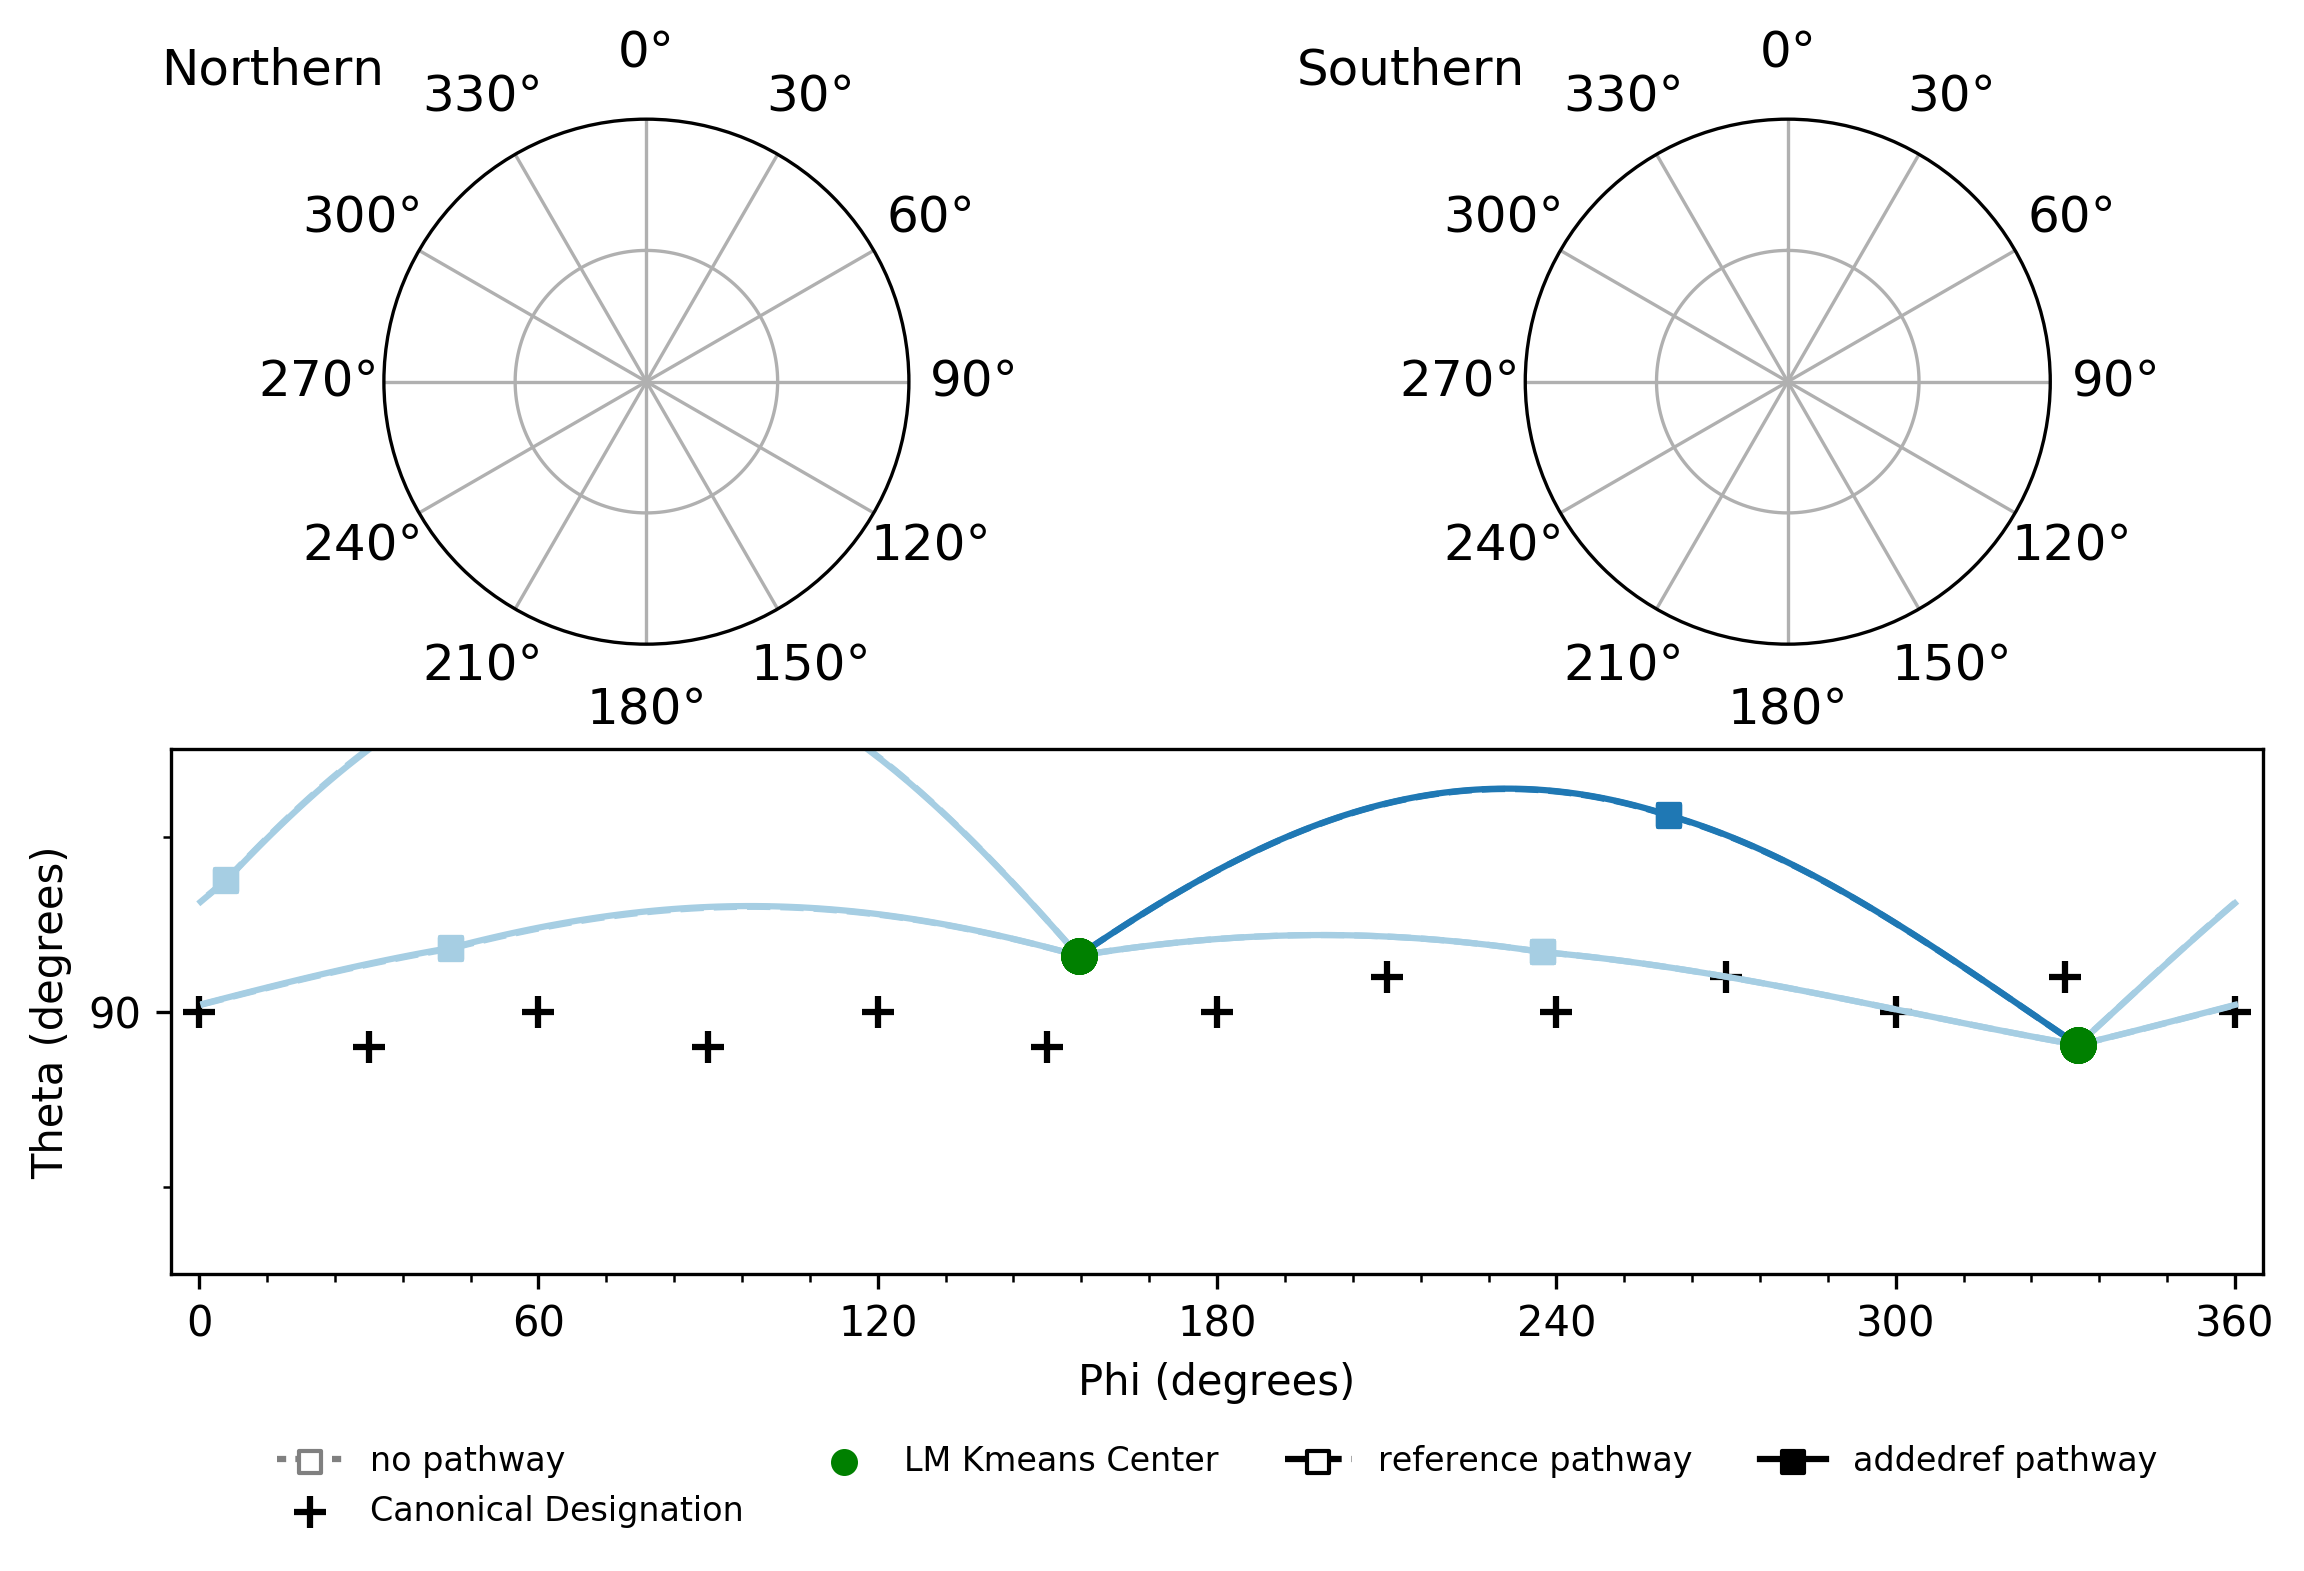 Northern
0°
330°
30°
300°
60°
270°
90°
240°
120°
210°
150°
180°
Southern
0°
330°
30°
300°
60°
270°
90°
240°
120°
210°
150°
180°
Theta (degrees)
90
0 60 120 180 240 300 360
Phi (degrees)
no pathway
Canonical Designation
LM Kmeans Center
reference pathway
addedref pathway